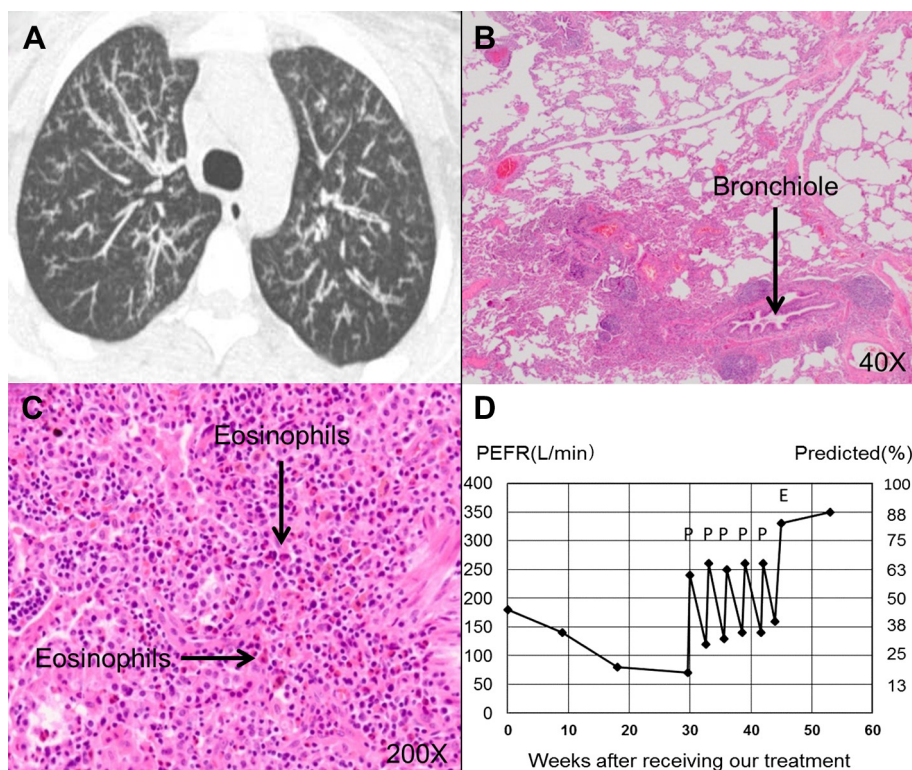 A
B
Bronchiole
40X
C
Eosinophils
Eosinophils
200X
D
PEFR(L/min)
Predicted(%)
400
350
300
250
200
150
100
50
0
100
88
75
63
50
38
25
13
E
P P P P P
0 10 20 30 40 50 60
Weeks after receiving our treatment